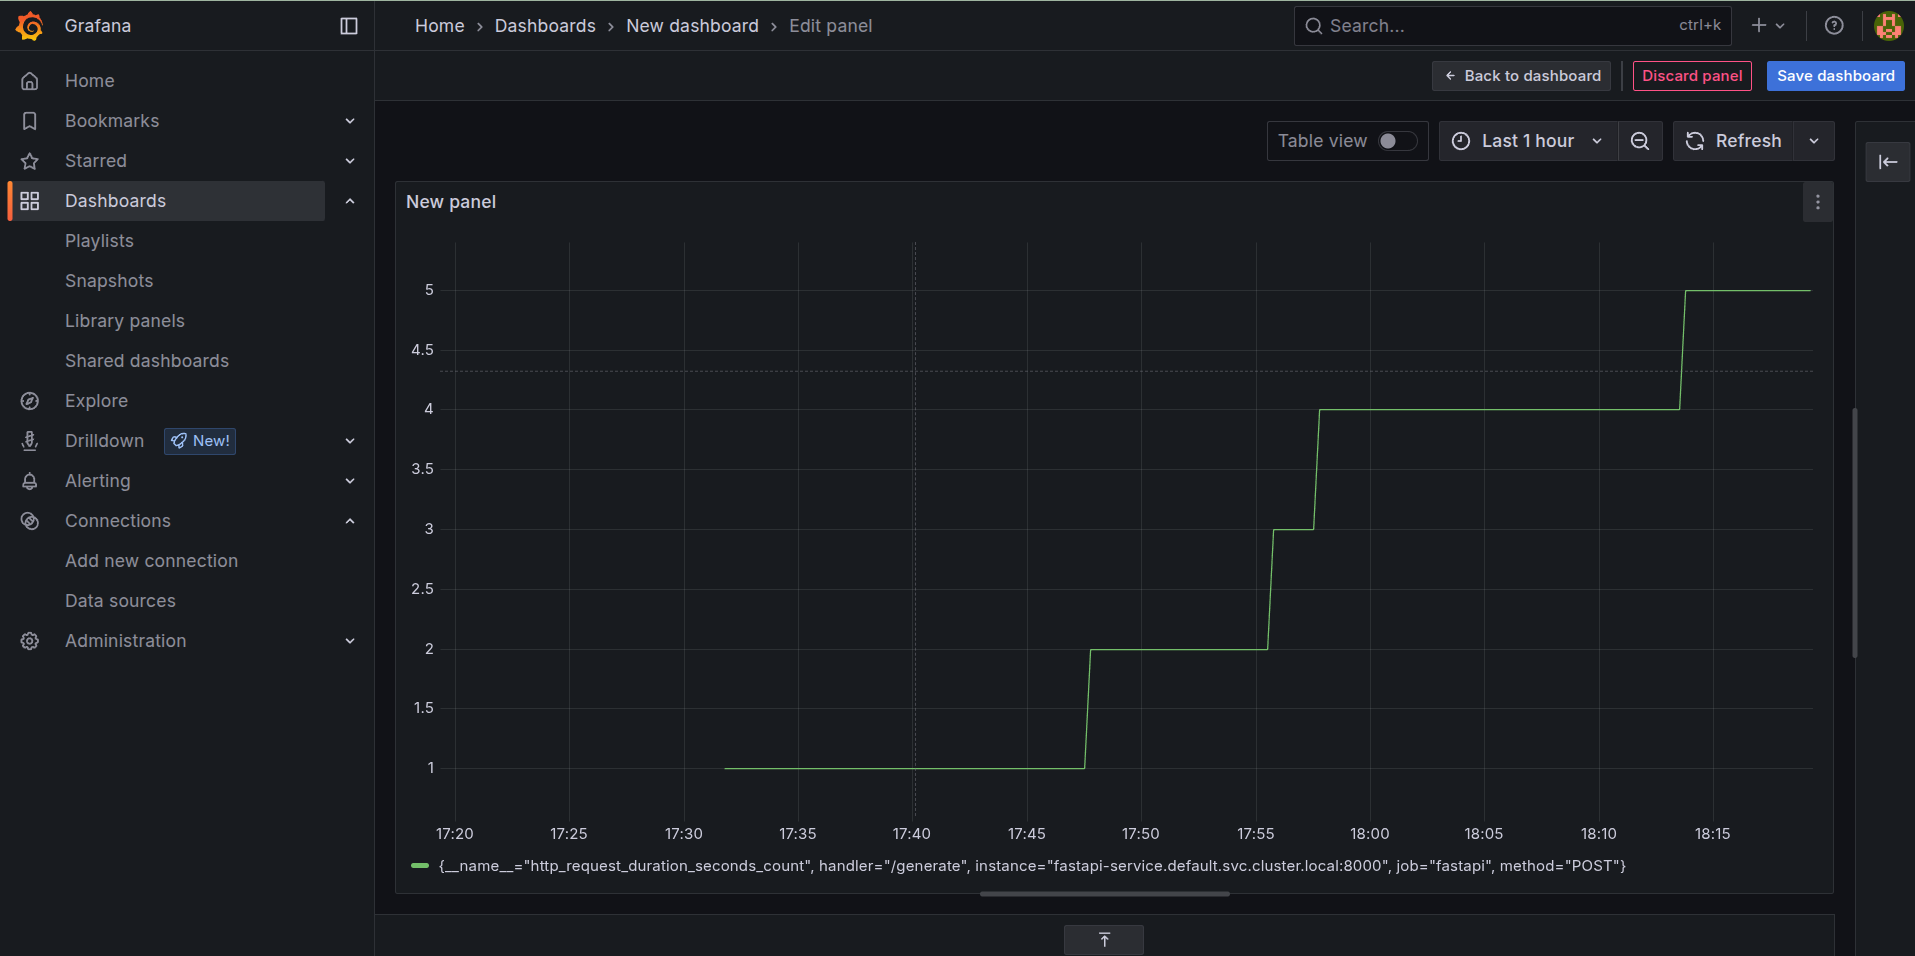 Grafana
Home › Dashboards › New dashboard › Edit panel
Search...
ctrl+k
Back to dashboard
Discard panel
Save dashboard
Home
Bookmarks
Starred
Dashboards
Playlists
Snapshots
Library panels
Shared dashboards
Explore
Drilldown
New!
Alerting
Connections
Add new connection
Data sources
Administration
Table view
Last 1 hour
Refresh
New panel
5
4.5
4
3.5
3
2.5
2
1.5
1
17:20 17:25 17:30 17:35 17:40 17:45 17:50 17:55 18:00 18:05 18:10 18:15
{__name__="http_request_duration_seconds_count", handler="/generate", instance="fastapi-service.default.svc.cluster.local:8000", job="fastapi", method="POST"}